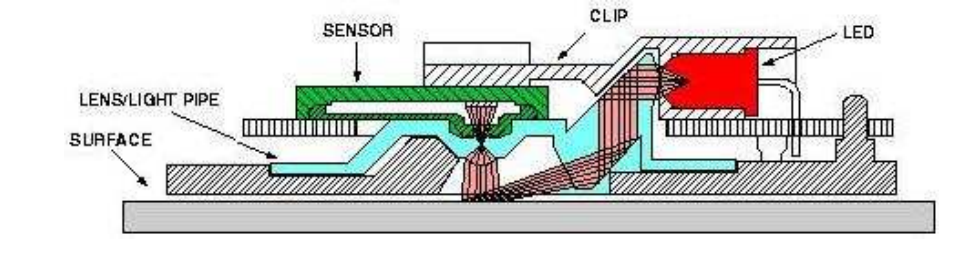 CLIP
SENSOR
LED
LENS/LIGHT PIPE
SURFACE